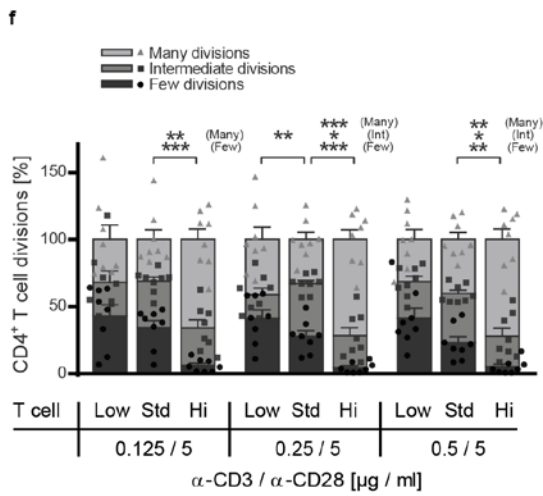 f
Many divisions
Intermediate divisions
Few divisions
** (Many)
*** (Few)
**
*** (Many)
* (Int)
** (Few)
** (Many)
* (Int)
** (Few)
CD4+ T cell divisions [%]
150
100
50
0
T cell Low Std Hi Low Std Hi Low Std Hi
0.125 / 5 0.25 / 5 0.5 / 5
α-CD3 / α-CD28 [µg / ml]